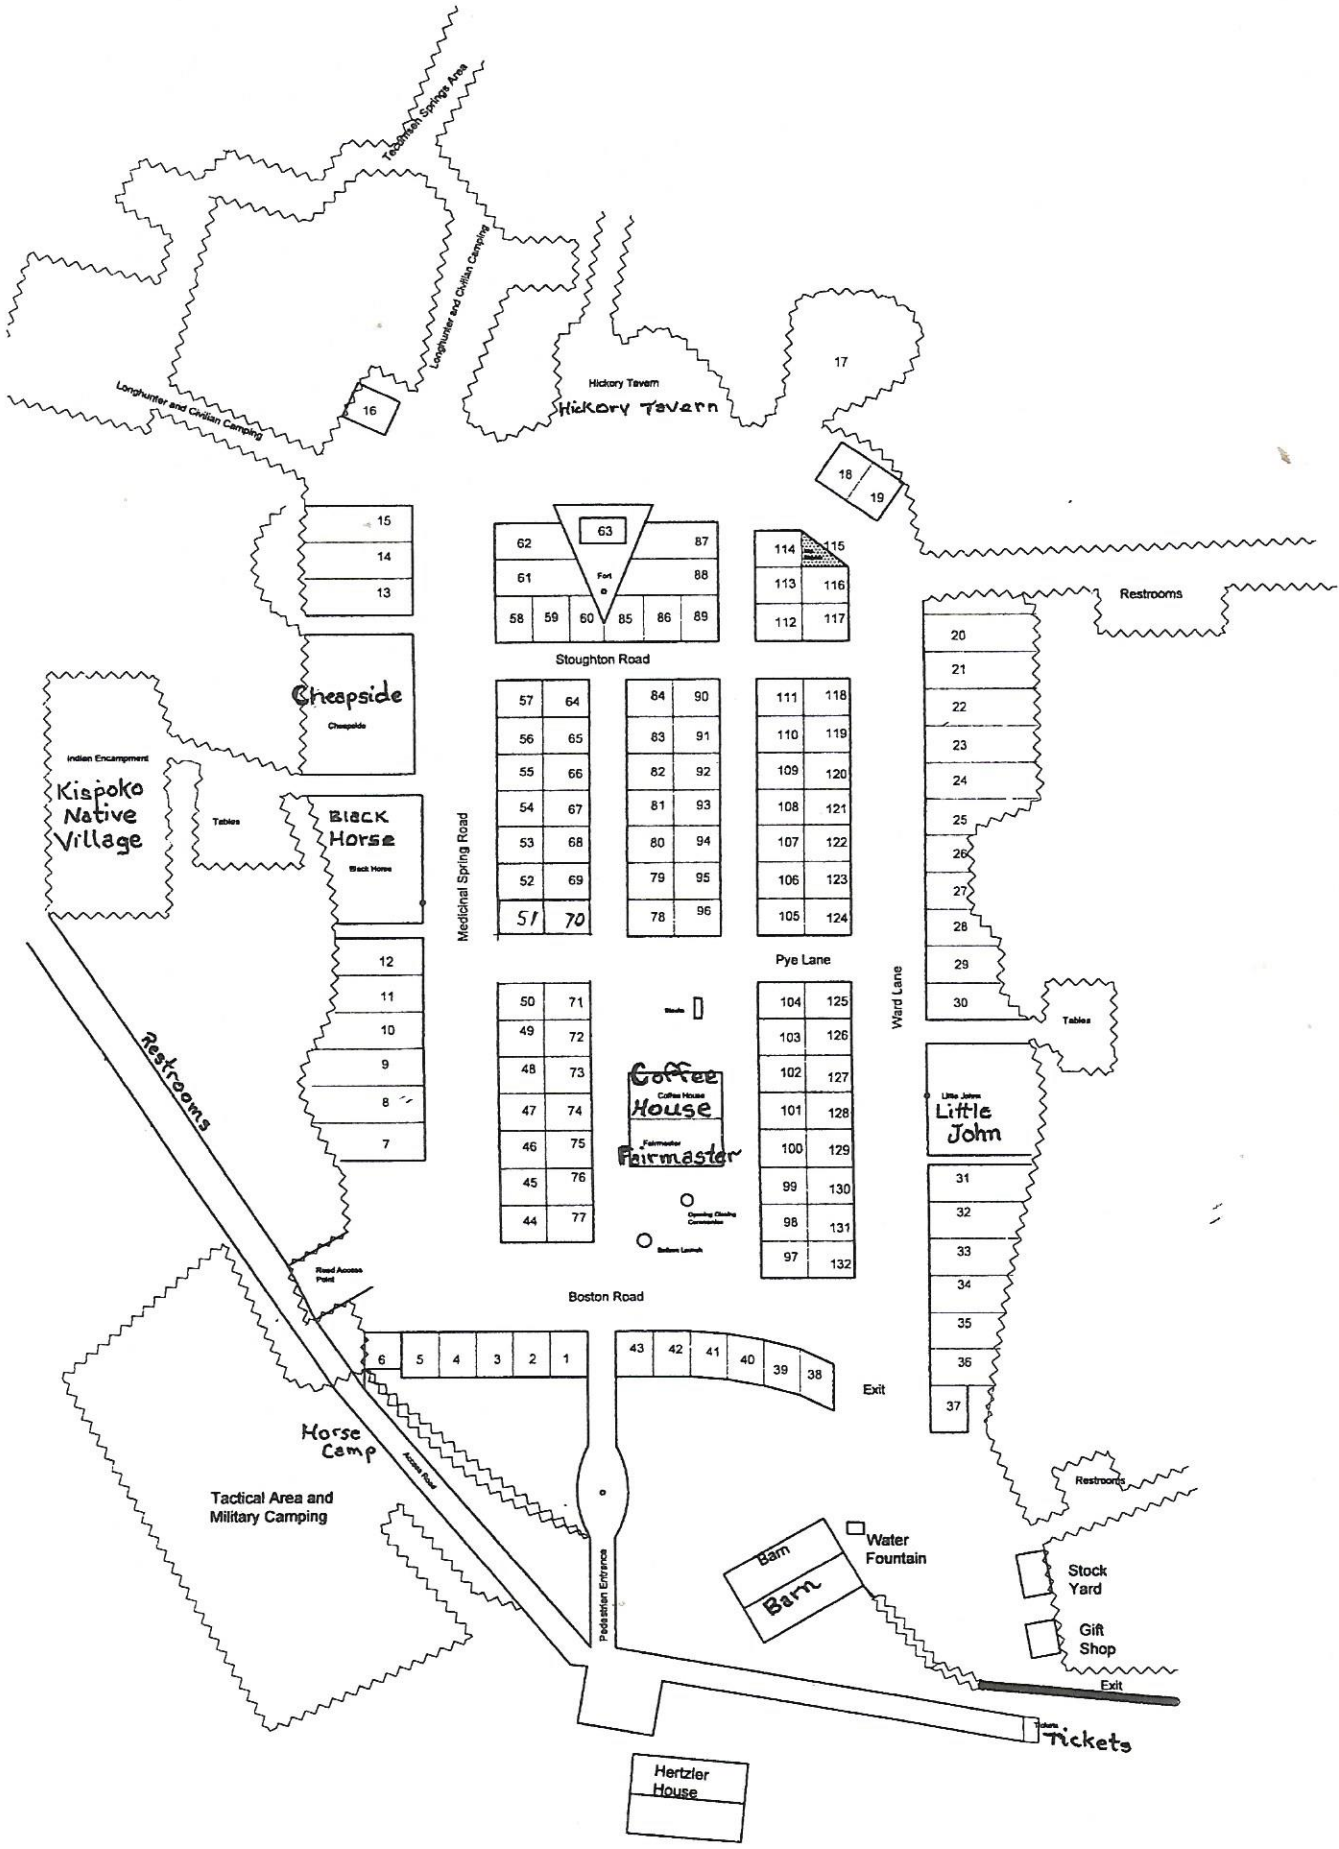 Tecumseh Springs Area
Longhunter and Civilian Camping
Longhunter and Civilian Camping
17
Hickory Tavern
Hickory Tavern
16
18
19
15
14
13
62
61
63
Fort
87
88
58 59 60 85 86 89
114 115
113 116
112 117
Restrooms
Stoughton Road
20
21
22
23
24
25
26
27
28
29
30
Cheapside
Cheapside
Indian Encampment
Kispoko
Native
Village
Tables
Black
Horse
Black Horse
Medicinal Spring Road
57 64
56 65
55 66
54 67
53 68
52 69
51 70
84 90
83 91
82 92
81 93
80 94
79 95
78 96
111 118
110 119
109 120
108 121
107 122
106 123
105 124
Pye Lane
Ward Lane
12
11
10
9
8
7
Restrooms
50 71
49 72
48 73
47 74
46 75
45 76
44 77
Stocks
Coffee
Coffee House
House
Fairmaster
Fairmaster
Opening Closing
Ceremonies
Balloon Launch
104 125
103 126
102 127
101 128
100 129
99 130
98 131
97 132
Tables
Little Johns
Little
John
31
32
33
34
35
36
37
Road Access
Point
Boston Road
6 5 4 3 2 1
43 42 41 40 39 38
Exit
Horse
Camp
Access Road
Tactical Area and
Military Camping
Pedestrian Entrance
Restrooms
Barn
Barn
Water
Fountain
Stock
Yard
Gift
Shop
Exit
Tickets
Tickets
Hertzler
House